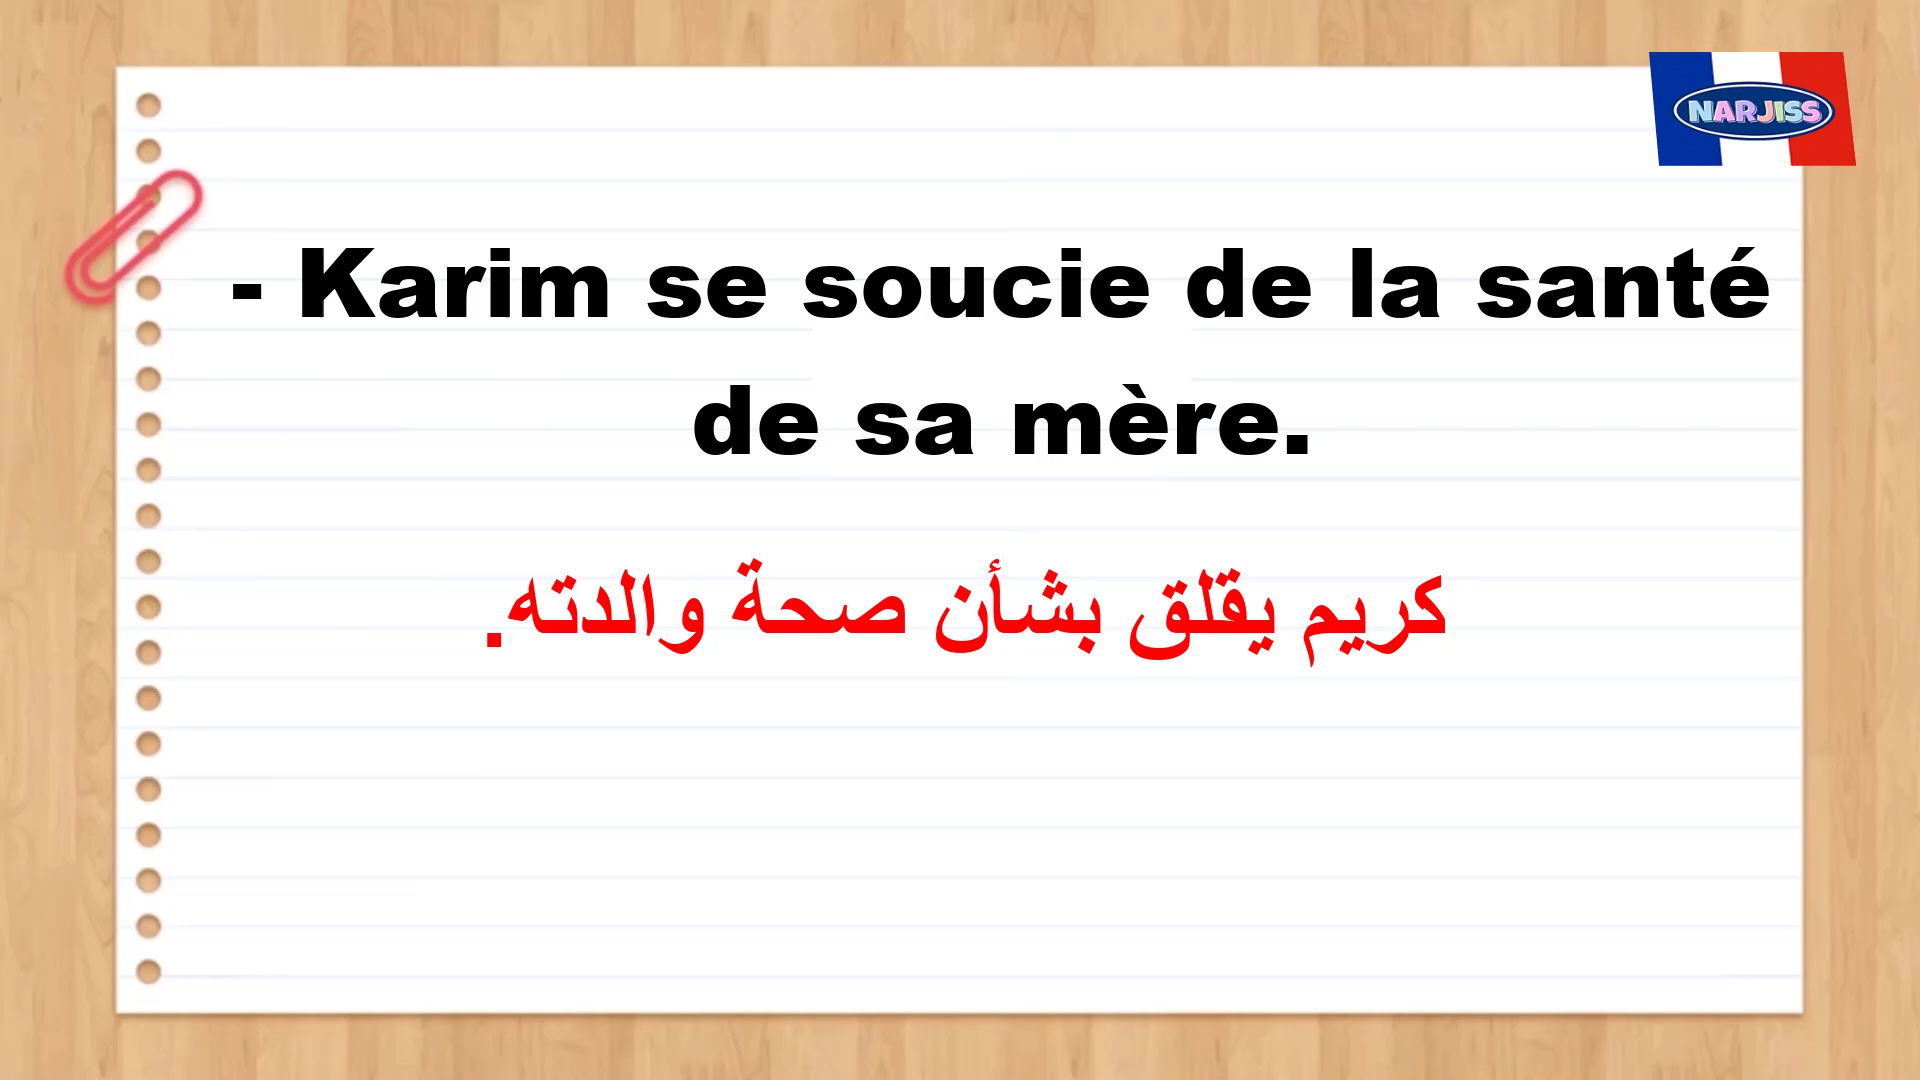 NARJISS
- Karim se soucie de la santé
de sa mère.
كريم يقلق بشأن صحة والدته.